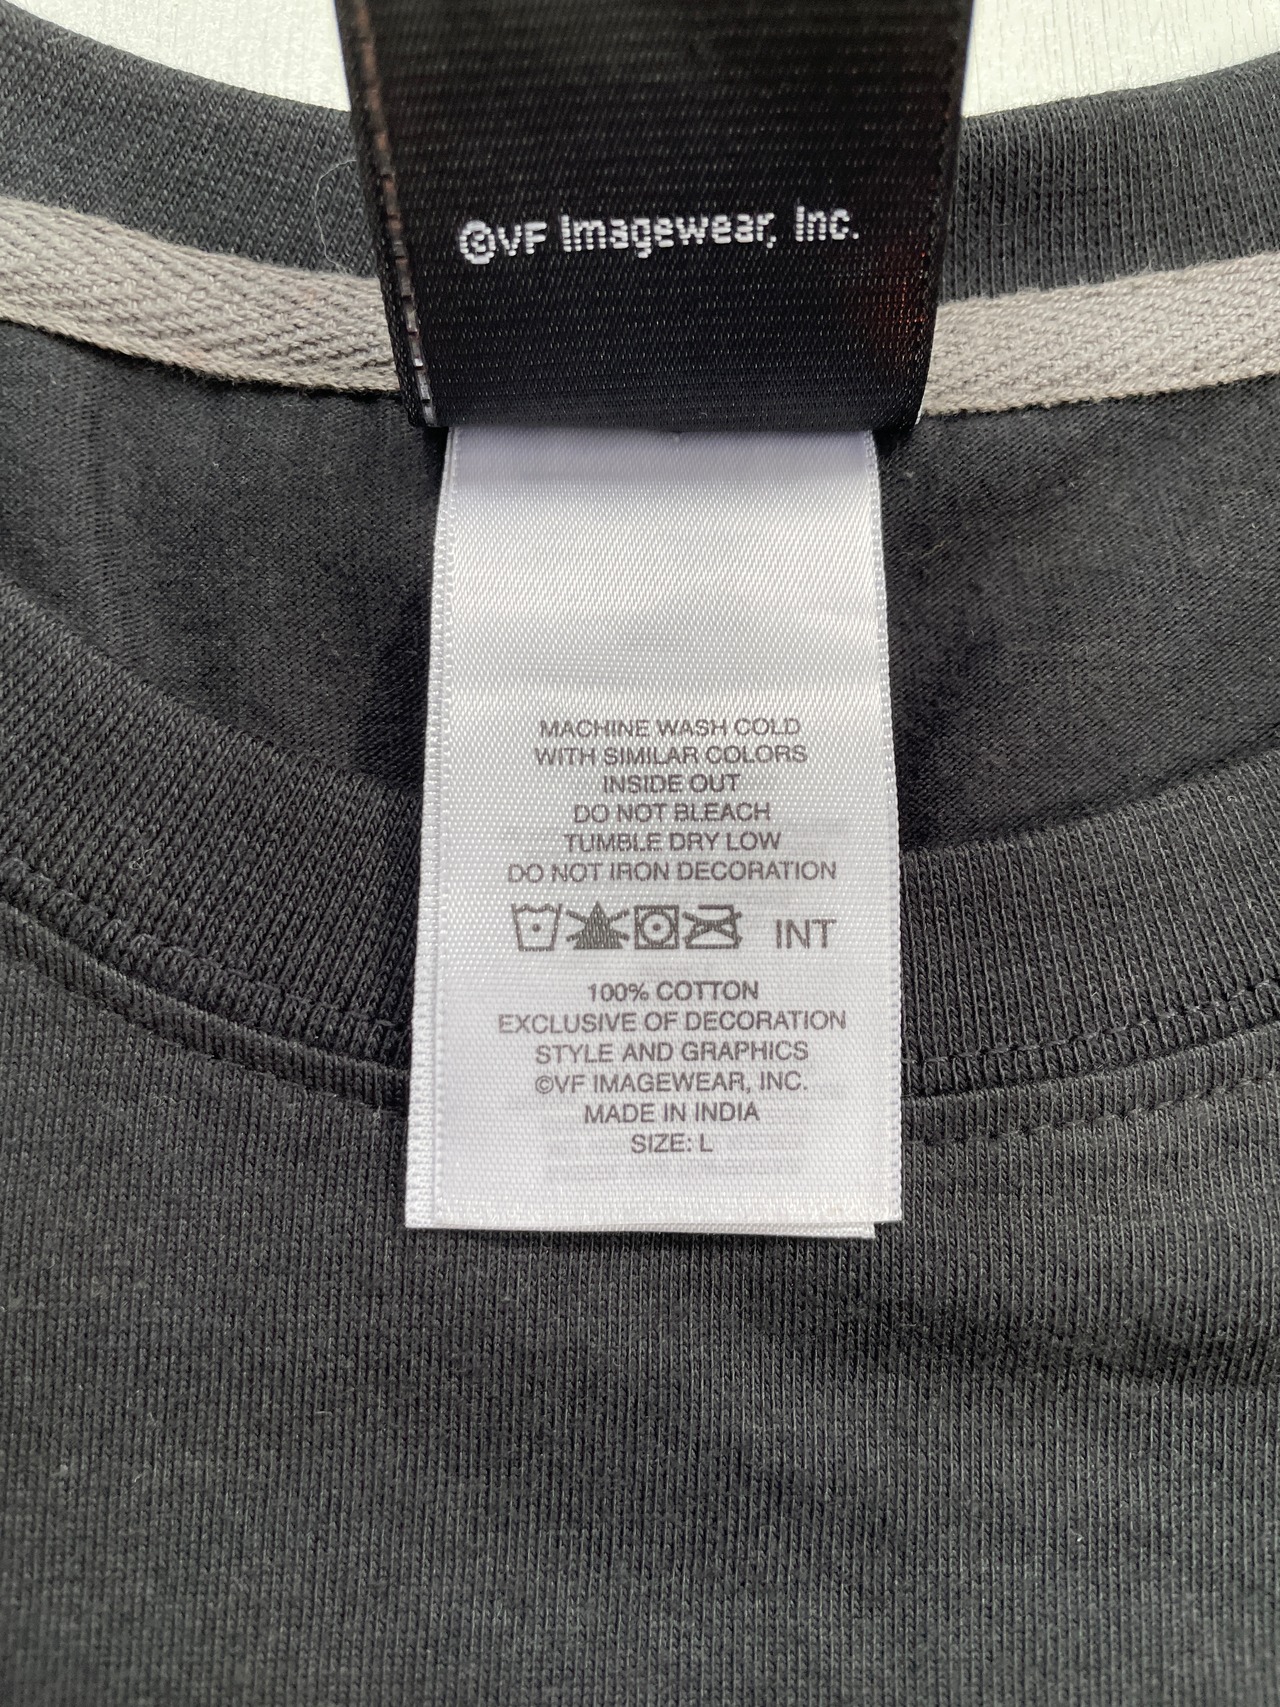 ©VF Imagewear, Inc.
MACHINE WASH COLD
WITH SIMILAR COLORS
INSIDE OUT
DO NOT BLEACH
TUMBLE DRY LOW
DO NOT IRON DECORATION
INT
100% COTTON
EXCLUSIVE OF DECORATION
STYLE AND GRAPHICS
©VF IMAGEWEAR, INC.
MADE IN INDIA
SIZE: L